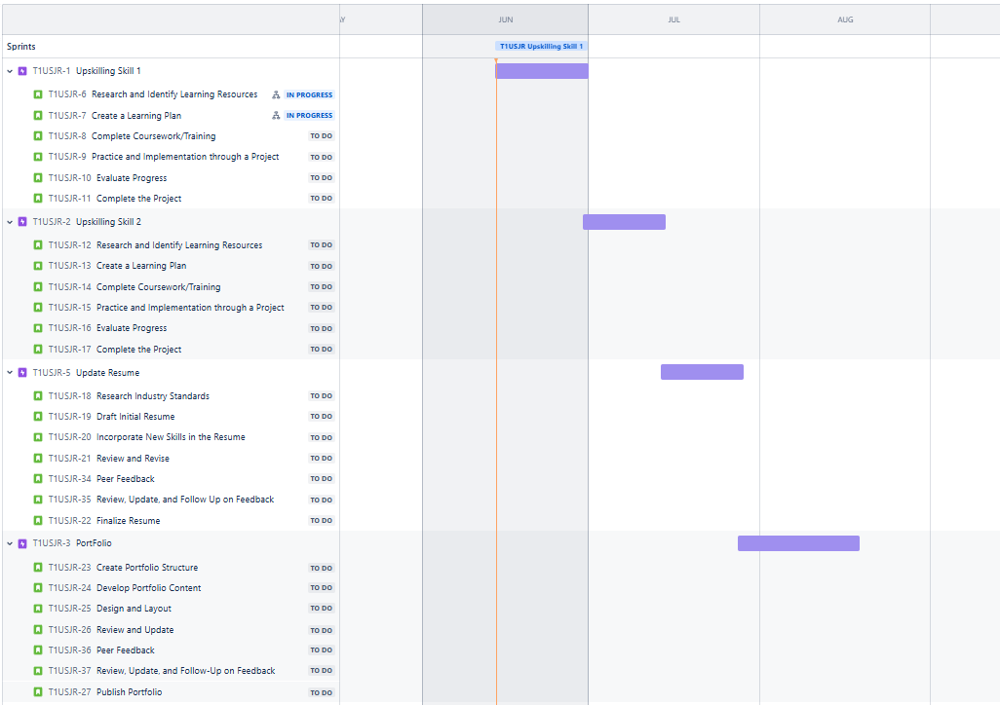 AY JUN JUL AUG
Sprints T1USJR Upskilling Skill 1
T1USJR-1 Upskilling Skill 1
T1USJR-6 Research and Identify Learning Resources IN PROGRESS
T1USJR-7 Create a Learning Plan IN PROGRESS
T1USJR-8 Complete Coursework/Training TO DO
T1USJR-9 Practice and Implementation through a Project TO DO
T1USJR-10 Evaluate Progress TO DO
T1USJR-11 Complete the Project TO DO
T1USJR-2 Upskilling Skill 2
T1USJR-12 Research and Identify Learning Resources TO DO
T1USJR-13 Create a Learning Plan TO DO
T1USJR-14 Complete Coursework/Training TO DO
T1USJR-15 Practice and Implementation through a Project TO DO
T1USJR-16 Evaluate Progress TO DO
T1USJR-17 Complete the Project TO DO
T1USJR-5 Update Resume
T1USJR-18 Research Industry Standards TO DO
T1USJR-19 Draft Initial Resume TO DO
T1USJR-20 Incorporate New Skills in the Resume TO DO
T1USJR-21 Review and Revise TO DO
T1USJR-34 Peer Feedback TO DO
T1USJR-35 Review, Update, and Follow Up on Feedback TO DO
T1USJR-22 Finalize Resume TO DO
T1USJR-3 PortFolio
T1USJR-23 Create Portfolio Structure TO DO
T1USJR-24 Develop Portfolio Content TO DO
T1USJR-25 Design and Layout TO DO
T1USJR-26 Review and Update TO DO
T1USJR-36 Peer Feedback TO DO
T1USJR-37 Review, Update, and Follow-Up on Feedback TO DO
T1USJR-27 Publish Portfolio TO DO